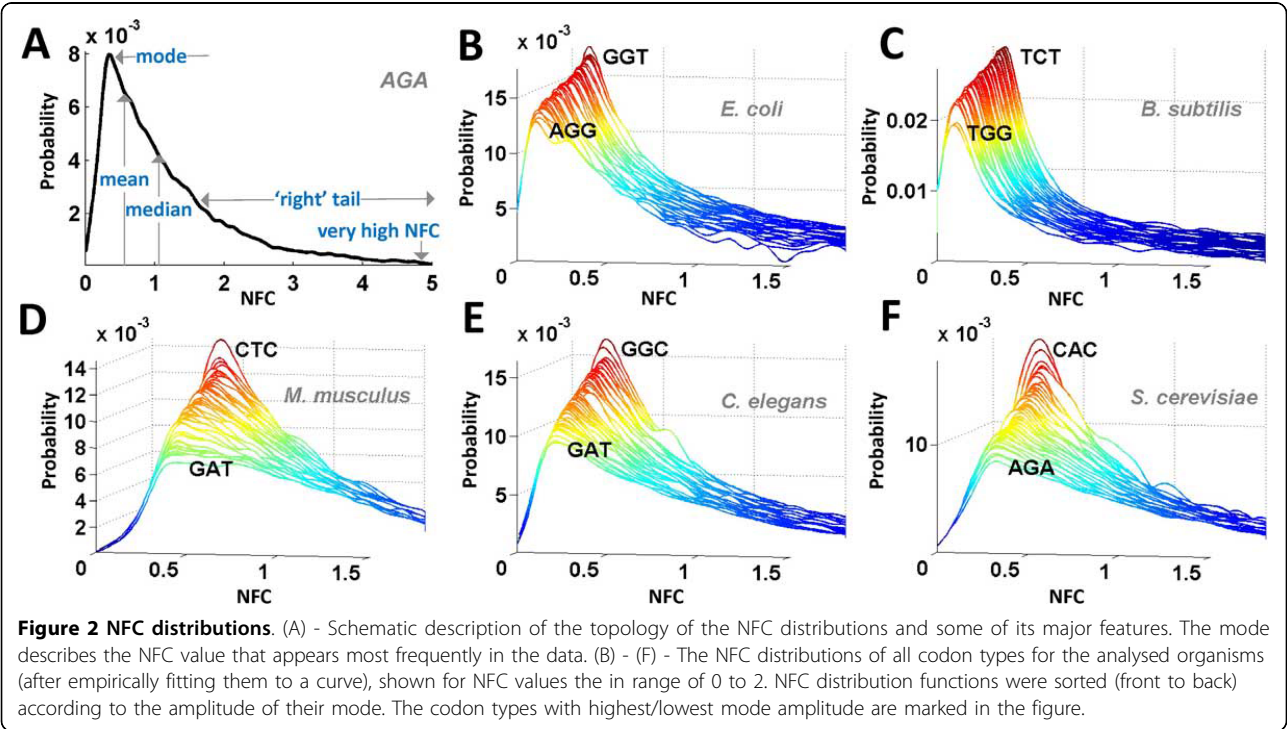 A
x 10⁻³
8
6
4
2
Probability
mode
AGA
mean
median
'right' tail
very high NFC
0 1 2 3 4 5
NFC
B
x 10⁻³
GGT
AGG
E. coli
15
10
5
Probability
0 0.5 1 1.5
NFC
C
TCT
TGG
B. subtilis
0.02
0.01
Probability
0 0.5 1 1.5
NFC
D
x 10⁻³
CTC
GAT
M. musculus
14
12
10
8
6
4
2
Probability
0 0.5 1 1.5
NFC
E
x 10⁻³
GGC
GAT
C. elegans
15
10
5
Probability
0 0.5 1 1.5
NFC
F
x 10⁻³
CAC
AGA
S. cerevisiae
10
Probability
0 0.5 1 1.5
NFC
Figure 2 NFC distributions. (A) - Schematic description of the topology of the NFC distributions and some of its major features. The mode
describes the NFC value that appears most frequently in the data. (B) - (F) - The NFC distributions of all codon types for the analysed organisms
(after empirically fitting them to a curve), shown for NFC values the in range of 0 to 2. NFC distribution functions were sorted (front to back)
according to the amplitude of their mode. The codon types with highest/lowest mode amplitude are marked in the figure.